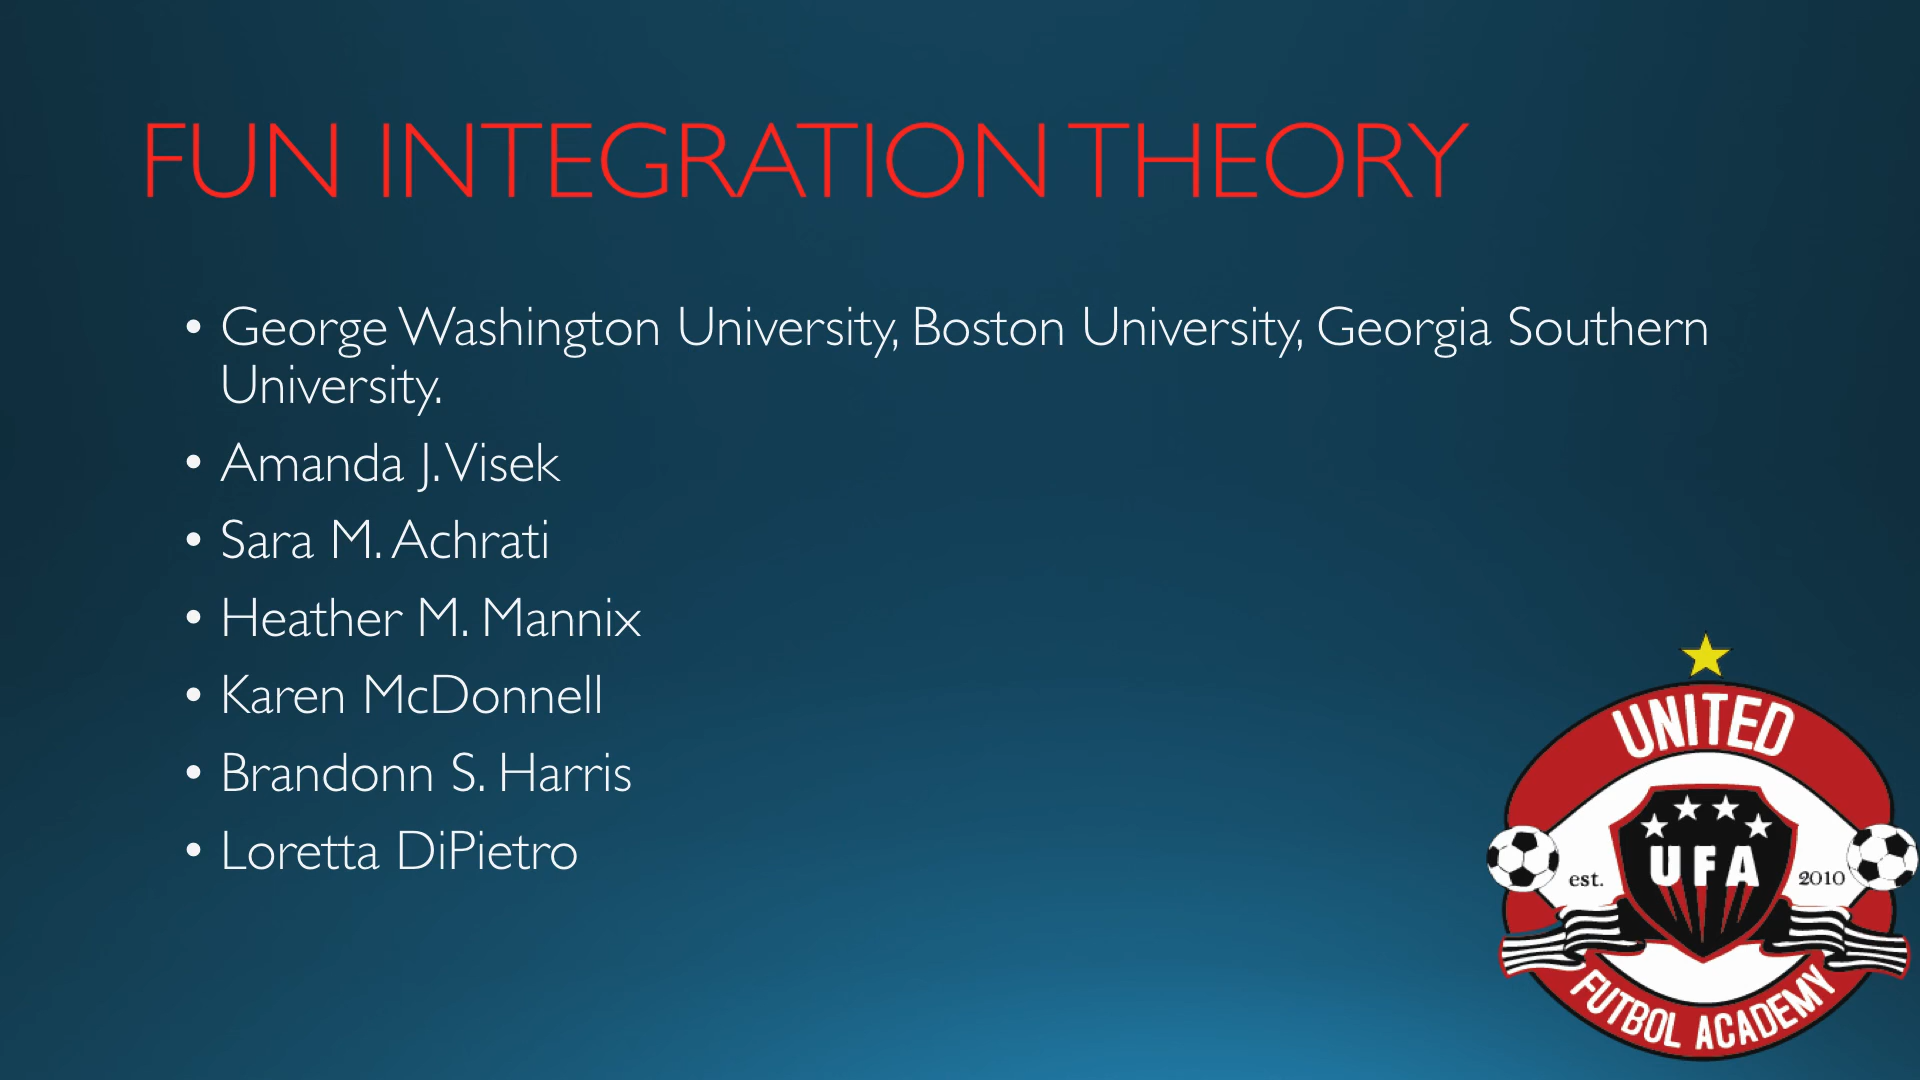 FUN INTEGRATION THEORY
• George Washington University, Boston University, Georgia Southern
University.
• Amanda J. Visek
• Sara M. Achrati
• Heather M. Mannix
• Karen McDonnell
• Brandonn S. Harris
• Loretta DiPietro
UNITED
UFA
est. 2010
FUTBOL ACADEMY